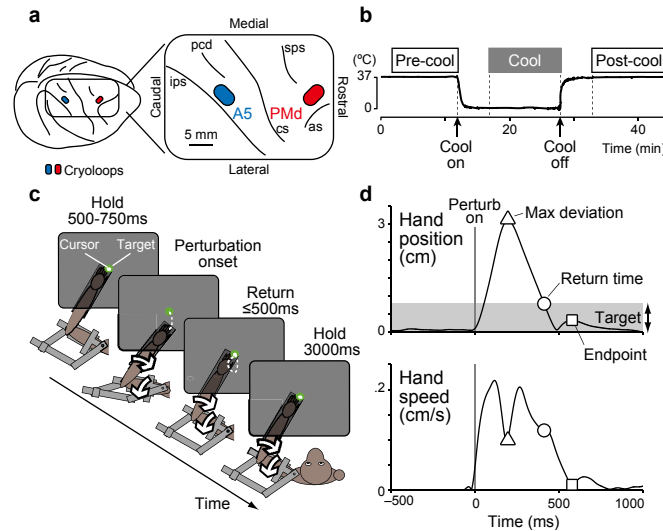 a
Medial
pcd
sps
ips
Caudal
Rostral
A5
PMd
5 mm
cs
as
Lateral
Cryoloops
b
(ºC)
Pre-cool
Cool
Post-cool
37
0
0
20
40
Cool
on
Cool
off
Time (min)
c
Hold
500-750ms
Cursor
Target
Perturbation
onset
Return
≤500ms
Hold
3000ms
Time
d
Perturb
on
Max deviation
Hand
position
(cm)
3
0
Return time
Target
Endpoint
Hand
speed
(cm/s)
.2
0
−500
0
500
1000
Time (ms)